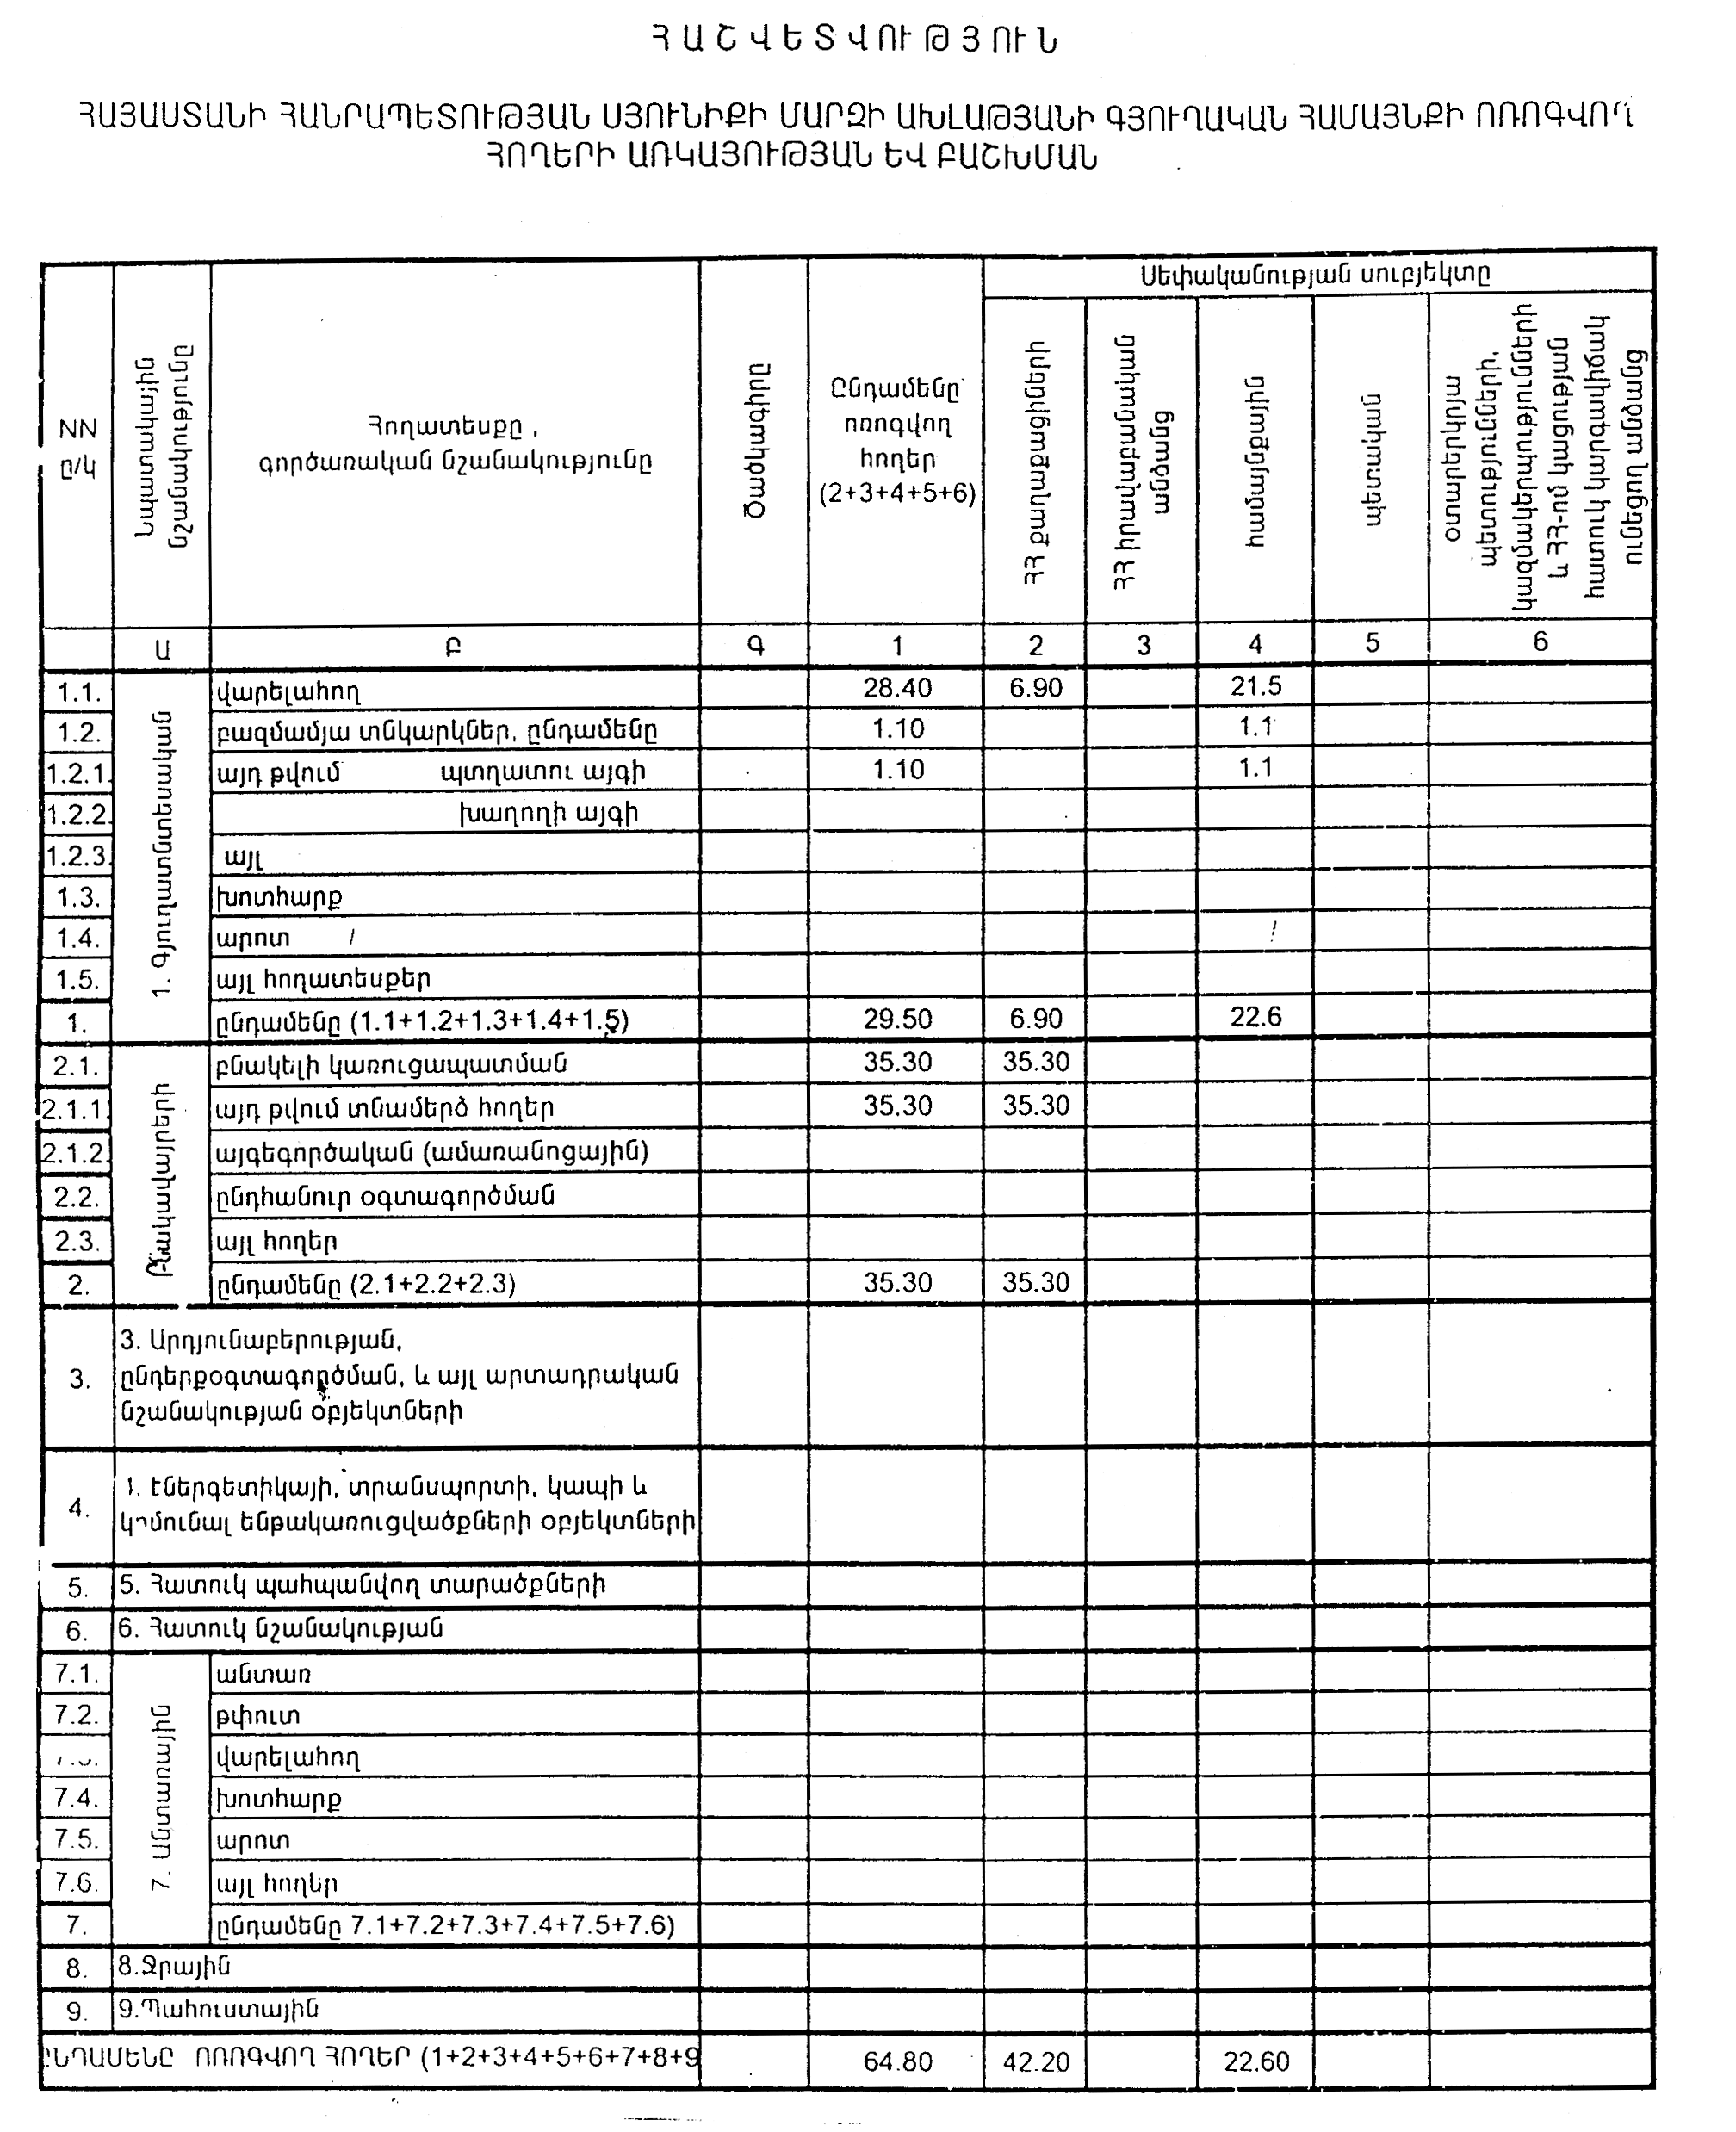 ՀԱՇՎԵՏՎՈՒԹՅՈՒՆ
ՀԱՅԱՍՏԱՆԻ ՀԱՆՐԱՊԵՏՈՒԹՅԱՆ ՍՅՈՒՆԻՔԻ ՄԱՐԶԻ ԱԽԼԱԹՅԱՆԻ ԳՅՈՒՂԱԿԱՆ ՀԱՄԱՅՆՔԻ ՈՌՈԳՎՈՂ
ՀՈՂԵՐԻ ԱՌԿԱՅՈՒԹՅԱՆ ԵՎ ԲԱՇԽՄԱՆ
NN
ը/կ
Նպատակային
նշանակությունը
Հողատեսքը,
գործառական նշանակությունը
Ծածկագիրը
Ընդամենը
ոռոգվող
հողեր
(2+3+4+5+6)
Սեփականության սուբյեկտը
ՀՀ քաղաքացիների
ՀՀ իրավաբանական
անձանց
համայնքային
պետական
օտարերկրյա
պետությունների,
կազմակերպությունների
և ՀՀ-ում կացության
հատուկ կարգավիճակ
ունեցող անձանց
Ա Բ Գ 1 2 3 4 5 6
1. Գյուղատնտեսական
1.1. վարելահող 28.40 6.90 21.5
1.2. բազմամյա տնկարկներ, ընդամենը 1.10 1.1
1.2.1. այդ թվում պտղատու այգի 1.10 1.1
1.2.2. խաղողի այգի
1.2.3. այլ
1.3. խոտհարք
1.4. արոտ
1.5. այլ հողատեսքեր
1. ընդամենը (1.1+1.2+1.3+1.4+1.5) 29.50 6.90 22.6
Բնակավայրերի
2.1. բնակելի կառուցապատման 35.30 35.30
2.1.1 այդ թվում տնամերձ հողեր 35.30 35.30
2.1.2 այգեգործական (ամառանոցային)
2.2. ընդհանուր օգտագործման
2.3. այլ հողեր
2. ընդամենը (2.1+2.2+2.3) 35.30 35.30
3. 3. Արդյունաբերության,
ընդերքօգտագործման, և այլ արտադրական
նշանակության օբյեկտների
4. էներգետիկայի, տրանսպորտի, կապի և
կոմունալ ենթակառուցվածքների օբյեկտների
5. 5. Հատուկ պահպանվող տարածքների
6. 6. Հատուկ նշանակության
7. Անտառային
7.1. անտառ
7.2. թփուտ
վարելահող
7.4. խոտհարք
7.5. արոտ
7.6. այլ հողեր
7. ընդամենը 7.1+7.2+7.3+7.4+7.5+7.6)
8. 8.Ջրային
9. 9.Պահուստային
ԸՆԴԱՄԵՆԸ ՈՌՈԳՎՈՂ ՀՈՂԵՐ (1+2+3+4+5+6+7+8+9 64.80 42.20 22.60